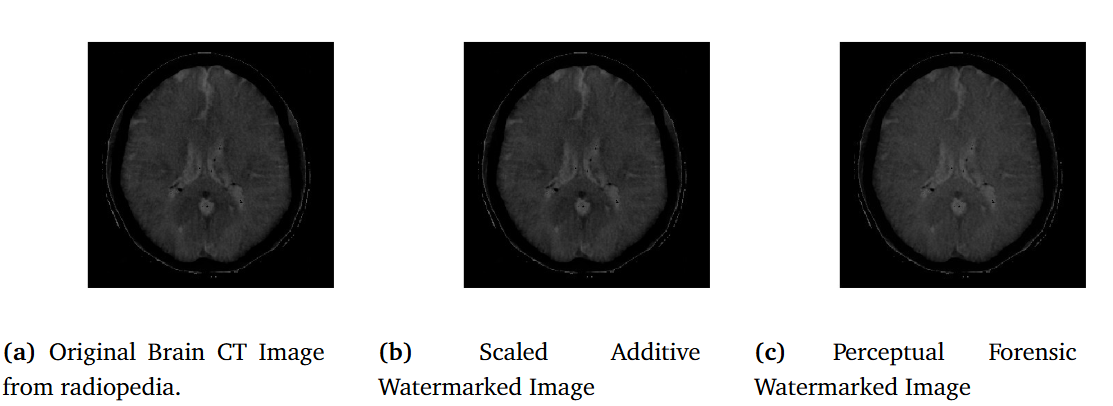 (a) Original Brain CT Image
from radiopedia.
(b) Scaled Additive
Watermarked Image
(c) Perceptual Forensic
Watermarked Image